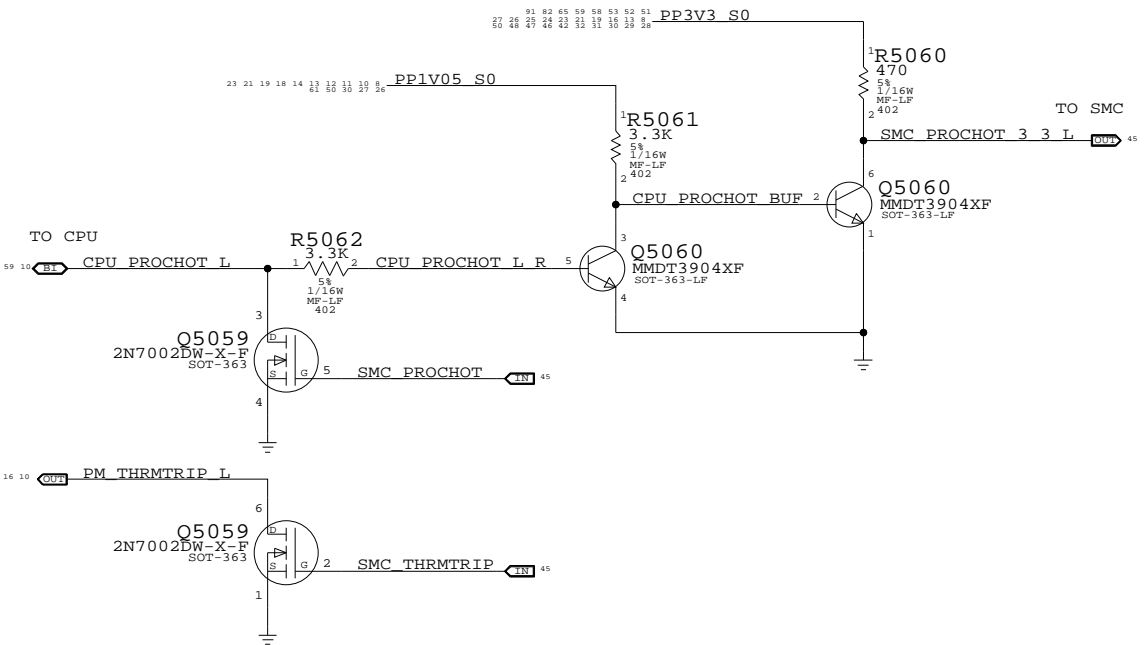 91 82 65 59 58 53 52 51
27 26 25 24 23 21 19 16 13 8
50 48 47 46 42 32 31 30 29 28
PP3V3_S0
1
R5060
470
5%
1/16W
MF-LF
402
2
TO SMC
SMC_PROCHOT_3_3_L
OUT
45
23 21 19 18 14 13 12 11 10 8
61 50 30 27 26
PP1V05_S0
1
R5061
3.3K
5%
1/16W
MF-LF
402
2
CPU_PROCHOT_BUF
2
6
Q5060
MMDT3904XF
SOT-363-LF
1
TO CPU
59 10
BI
CPU_PROCHOT_L
R5062
3.3K
1
2
5%
1/16W
MF-LF
402
CPU_PROCHOT_L_R
5
3
Q5060
MMDT3904XF
SOT-363-LF
4
3
Q5059
2N7002DW-X-F
SOT-363
D
S
G
5
SMC_PROCHOT
IN
45
4
16 10
OUT
PM_THRMTRIP_L
6
Q5059
2N7002DW-X-F
SOT-363
D
S
G
2
SMC_THRMTRIP
IN
45
1